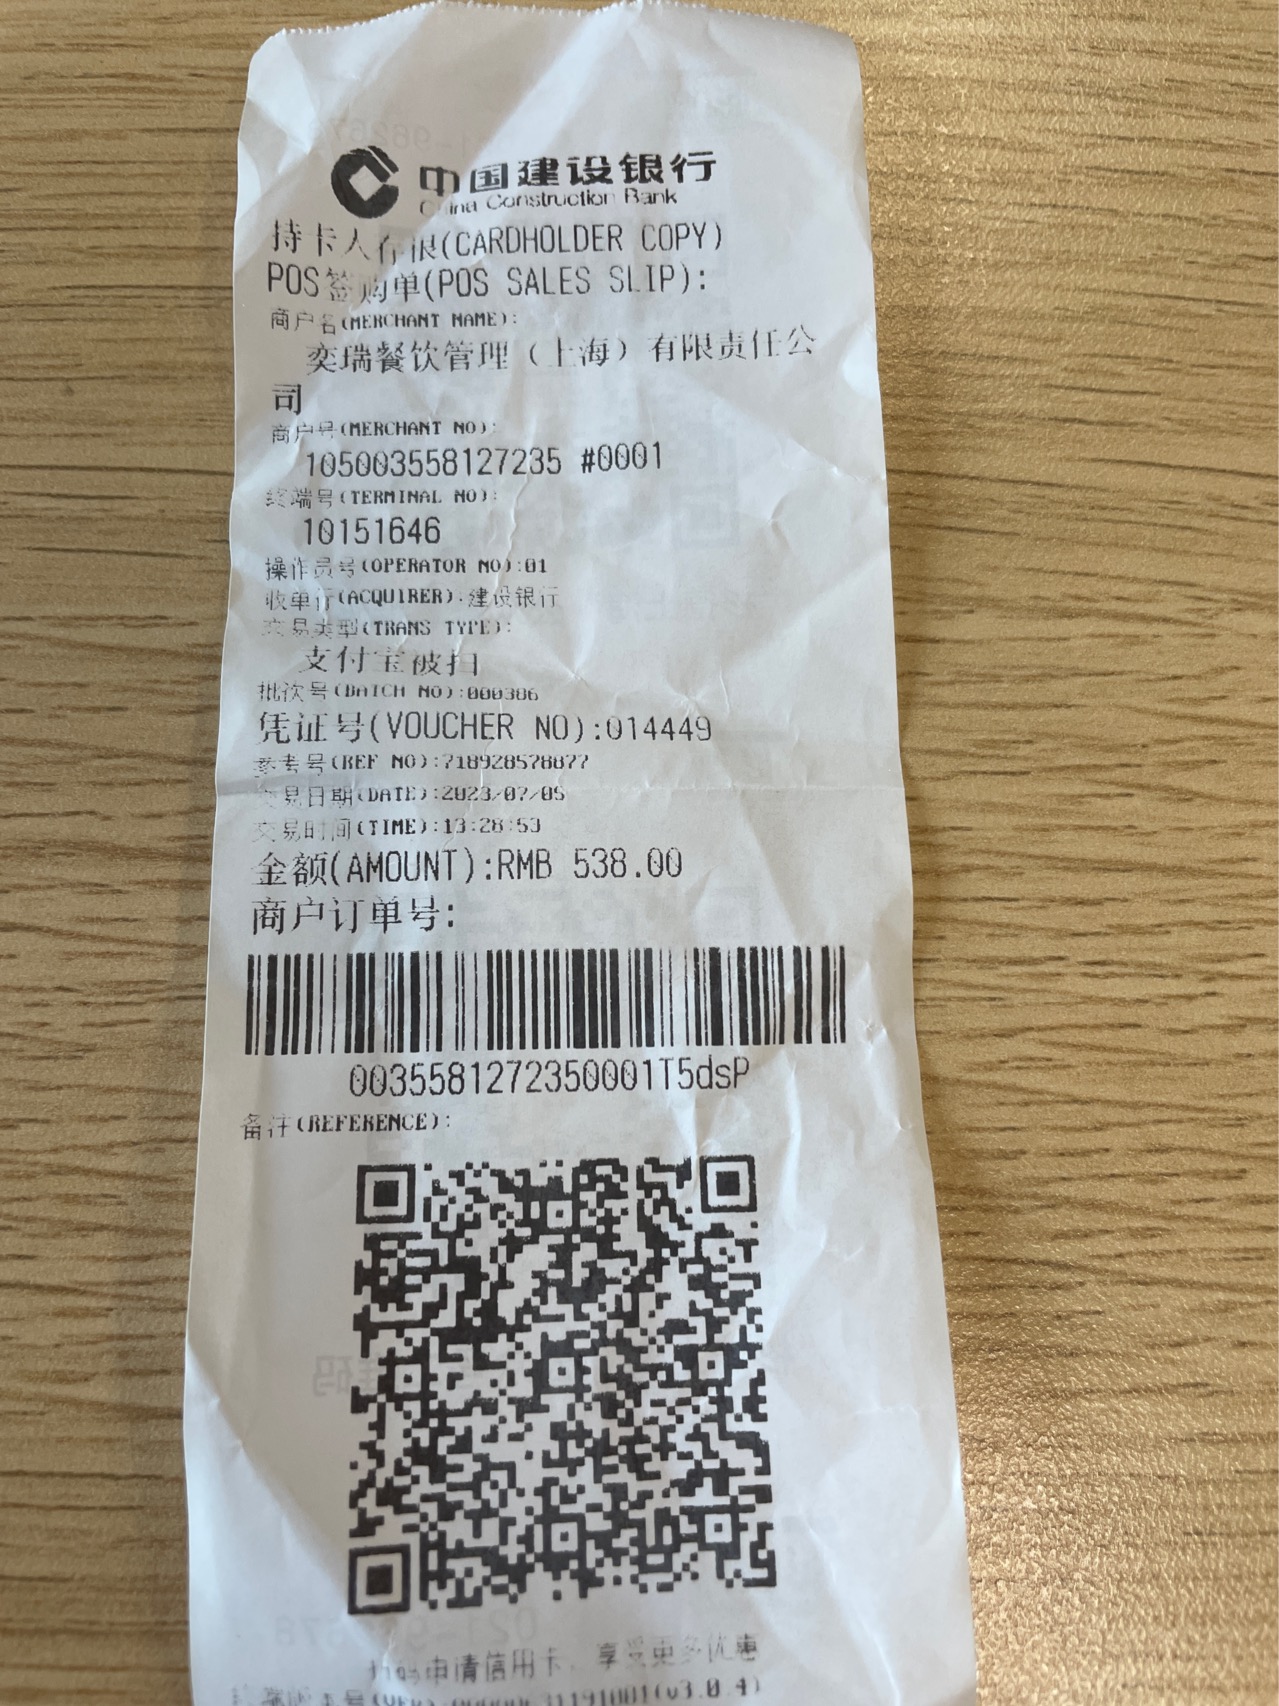 中国建设银行
China Construction Bank
持卡人存根(CARDHOLDER COPY)
POS签购单(POS SALES SLIP):
商户名(MERCHANT NAME):
奕瑞餐饮管理（上海）有限责任公
司
商户号(MERCHANT NO):
105003558127235 #0001
终端号(TERMINAL NO):
10151646
操作员号(OPERATOR NO):01
收单行(ACQUIRER):建设银行
交易类型(TRANS TYPE):
支付宝被扫
批次号(BATCH NO):000386
凭证号(VOUCHER NO):014449
参考号(REF NO):718928578877
交易日期(DATE):2023/07/05
交易时间(TIME):13:28:53
金额(AMOUNT):RMB 538.00
商户订单号:
0035581272350001T5dsP
备注(REFERENCE):
申请信用卡，享受更多优惠
(v3.0.4)